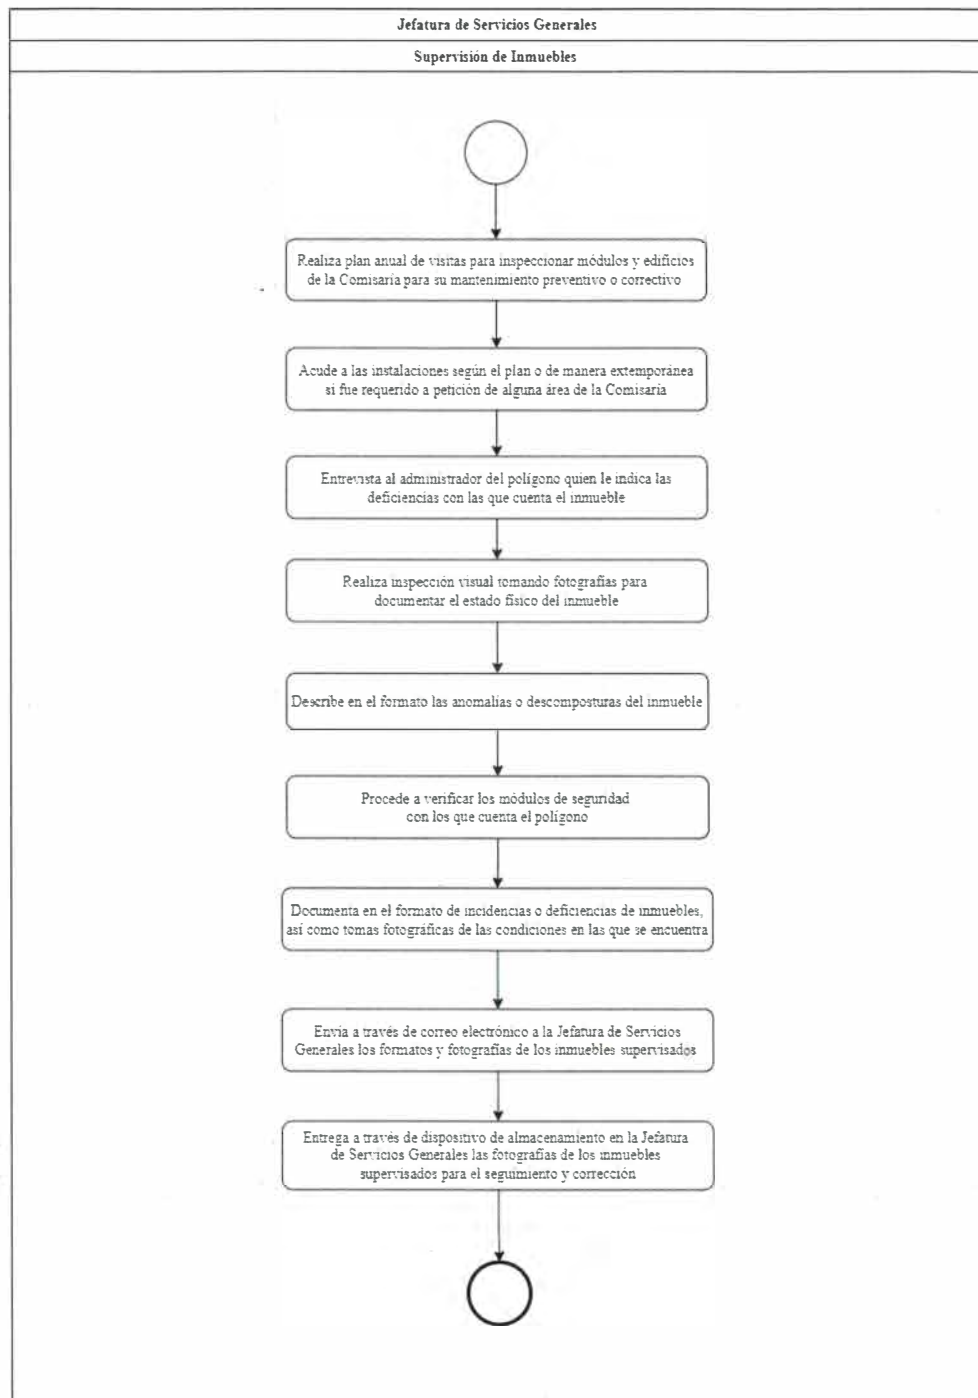 Jefatura de Servicios Generales
Supervisión de Inmuebles
Realiza plan anual de visitas para inspeccionar módulos y edificios
de la Comisaría para su mantenimiento preventivo o correctivo
Acude a las instalaciones según el plan o de manera extemporánea
si fue requerido a petición de alguna área de la Comisaría
Entrevista al administrador del polígono quien le indica las
deficiencias con las que cuenta el inmueble
Realiza inspección visual tomando fotografías para
documentar el estado físico del inmueble
Describe en el formato las anomalías o descomposturas del inmueble
Procede a verificar los módulos de seguridad
con los que cuenta el polígono
Documenta en el formato de incidencias o deficiencias de inmuebles,
así como tomas fotográficas de las condiciones en las que se encuentra
Envía a través de correo electrónico a la Jefatura de Servicios
Generales los formatos y fotografías de los inmuebles supervisados
Entrega a través de dispositivo de almacenamiento en la Jefatura
de Servicios Generales las fotografías de los inmuebles
supervisados para el seguimiento y corrección